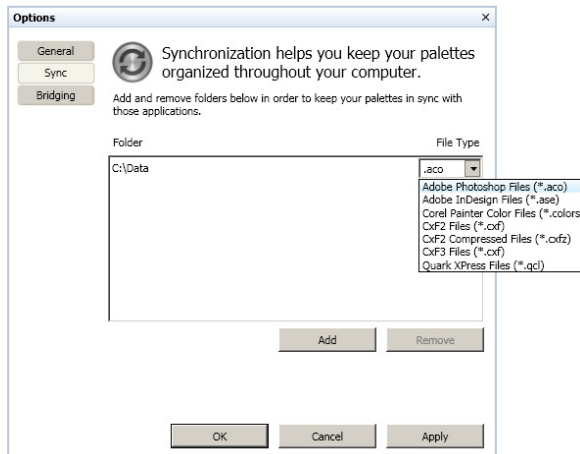 Options
General
Sync
Bridging
Synchronization helps you keep your palettes
organized throughout your computer.
Add and remove folders below in order to keep your palettes in sync with
those applications.
Folder File Type
C:\Data .aco
Adobe Photoshop Files (*.aco)
Adobe InDesign Files (*.ase)
Corel Painter Color Files (*.colors
CxF2 Files (*.cxf)
CxF2 Compressed Files (*.cxfz)
CxF3 Files (*.cxf)
Quark XPress Files (*.qcl)
Add Remove
OK Cancel Apply